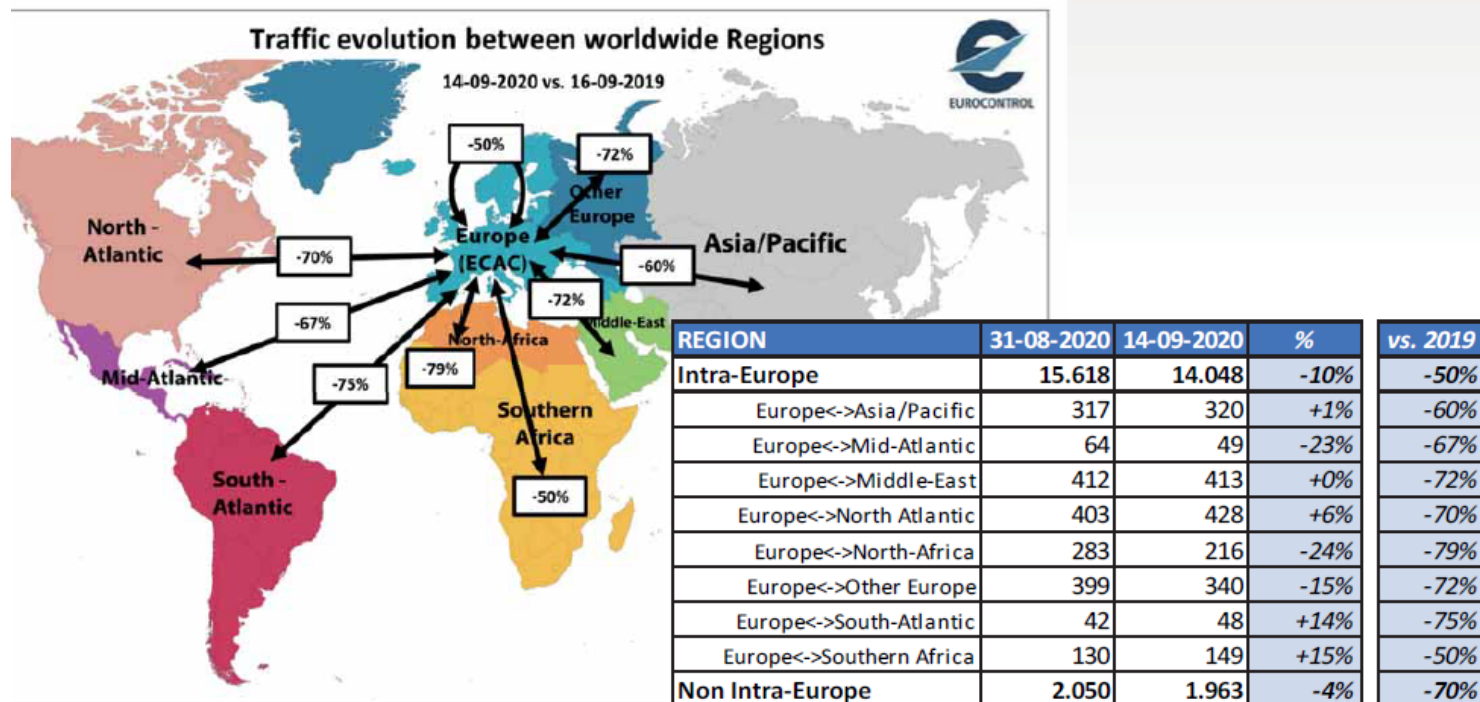 Traffic evolution between worldwide Regions
14-09-2020 vs. 16-09-2019
EUROCONTROL
-50%
-72%
Other
Europe
North -
Atlantic
Europe
(ECAC)
Asia/Pacific
-70%
-60%
-72%
-67%
Middle-East
North-Africa
Mid-Atlantic
-79%
-75%
Southern
Africa
South -
Atlantic
-50%
REGION 31-08-2020 14-09-2020 % vs. 2019
Intra-Europe 15.618 14.048 -10% -50%
Europe<->Asia/Pacific 317 320 +1% -60%
Europe<->Mid-Atlantic 64 49 -23% -67%
Europe<->Middle-East 412 413 +0% -72%
Europe<->North Atlantic 403 428 +6% -70%
Europe<->North-Africa 283 216 -24% -79%
Europe<->Other Europe 399 340 -15% -72%
Europe<->South-Atlantic 42 48 +14% -75%
Europe<->Southern Africa 130 149 +15% -50%
Non Intra-Europe 2.050 1.963 -4% -70%